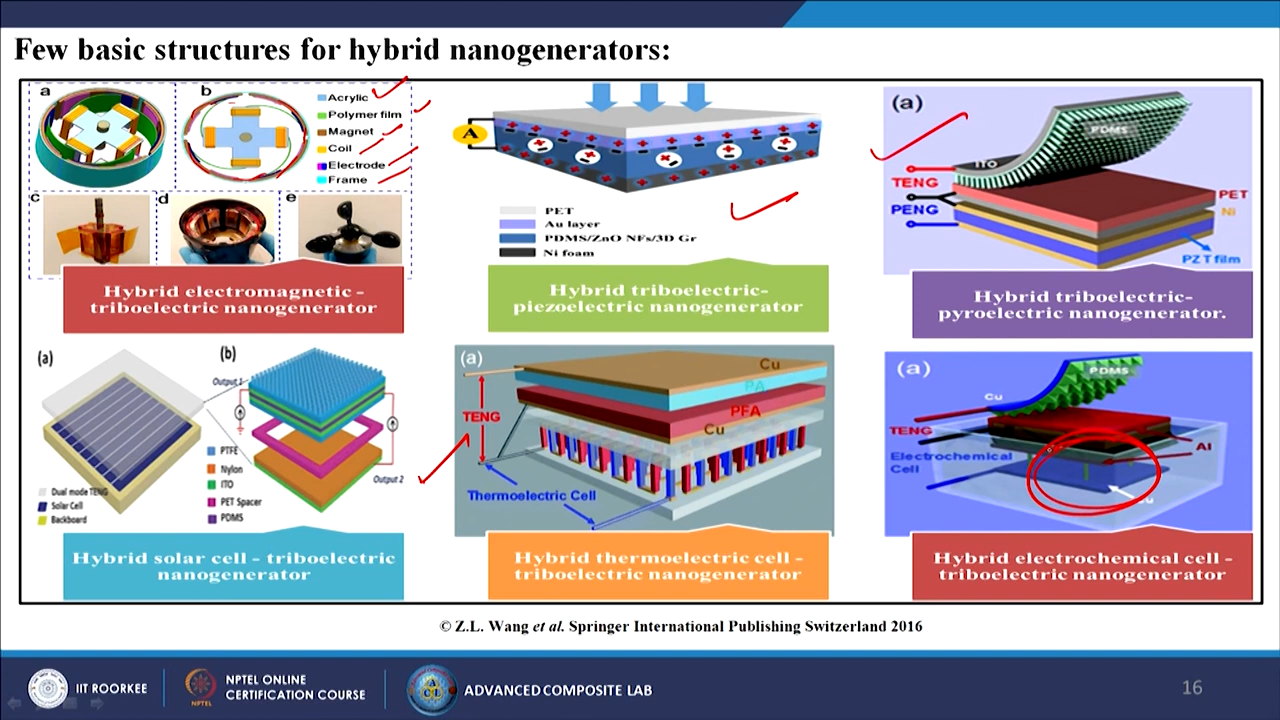 Few basic structures for hybrid nanogenerators:
a
b
Acrylic
Polymer film
Magnet
Coil
Electrode
Frame
c
d
e
Hybrid electromagnetic -
triboelectric nanogenerator
A
PET
Au layer
PDMS/ZnO NFs/3D Gr
Ni foam
Hybrid triboelectric-
piezoelectric nanogenerator
(a)
PDMS
ITO
TENG
PENG
PET
Ni
PZT film
Hybrid triboelectric-
pyroelectric nanogenerator.
(a)
(b)
Output 1
Output 2
Dual mode TENG
Solar Cell
Backboard
PTFE
Nylon
ITO
PET Spacer
PDMS
Hybrid solar cell - triboelectric
nanogenerator
(a)
Cu
PA
TENG
PFA
Cu
Thermoelectric Cell
Hybrid thermoelectric cell -
triboelectric nanogenerator
(a)
PDMS
Cu
TENG
Al
Electrochemical
Cell
Hybrid electrochemical cell -
triboelectric nanogenerator
© Z.L. Wang et al. Springer International Publishing Switzerland 2016
IIT ROORKEE
NPTEL ONLINE
CERTIFICATION COURSE
NPTEL
ADVANCED COMPOSITE LAB
16